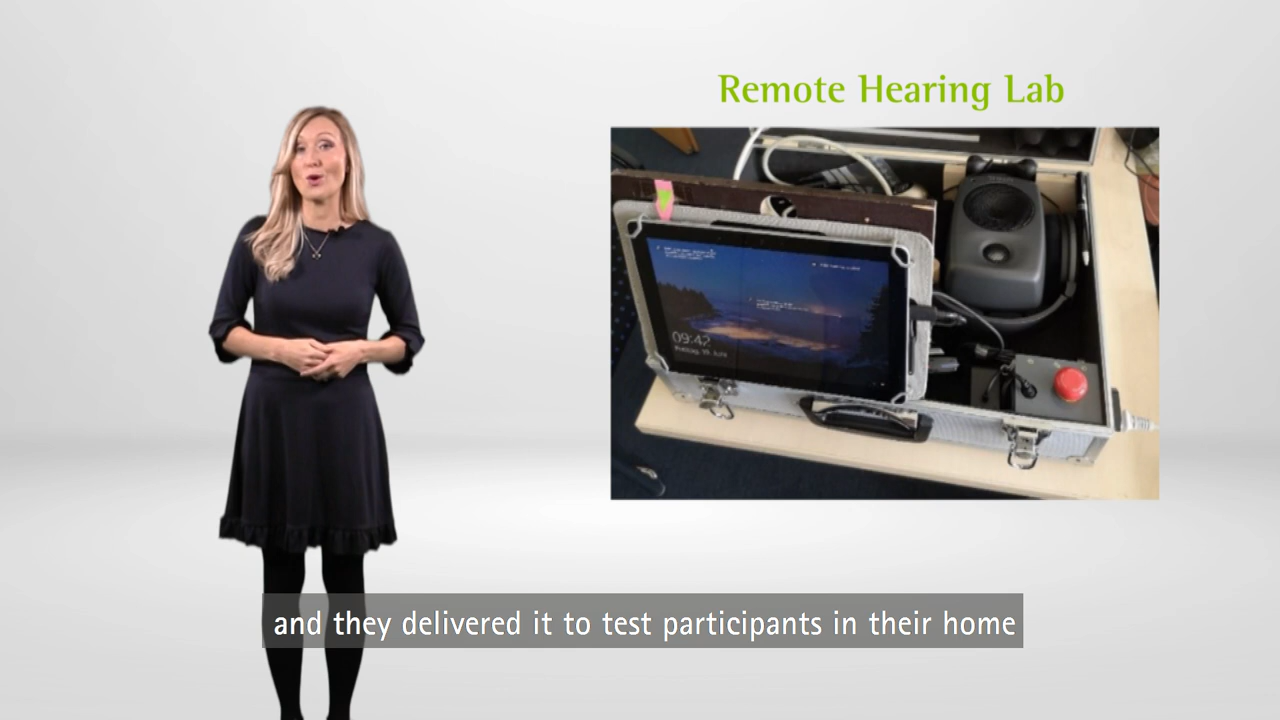 Remote Hearing Lab
09:42
and they delivered it to test participants in their home